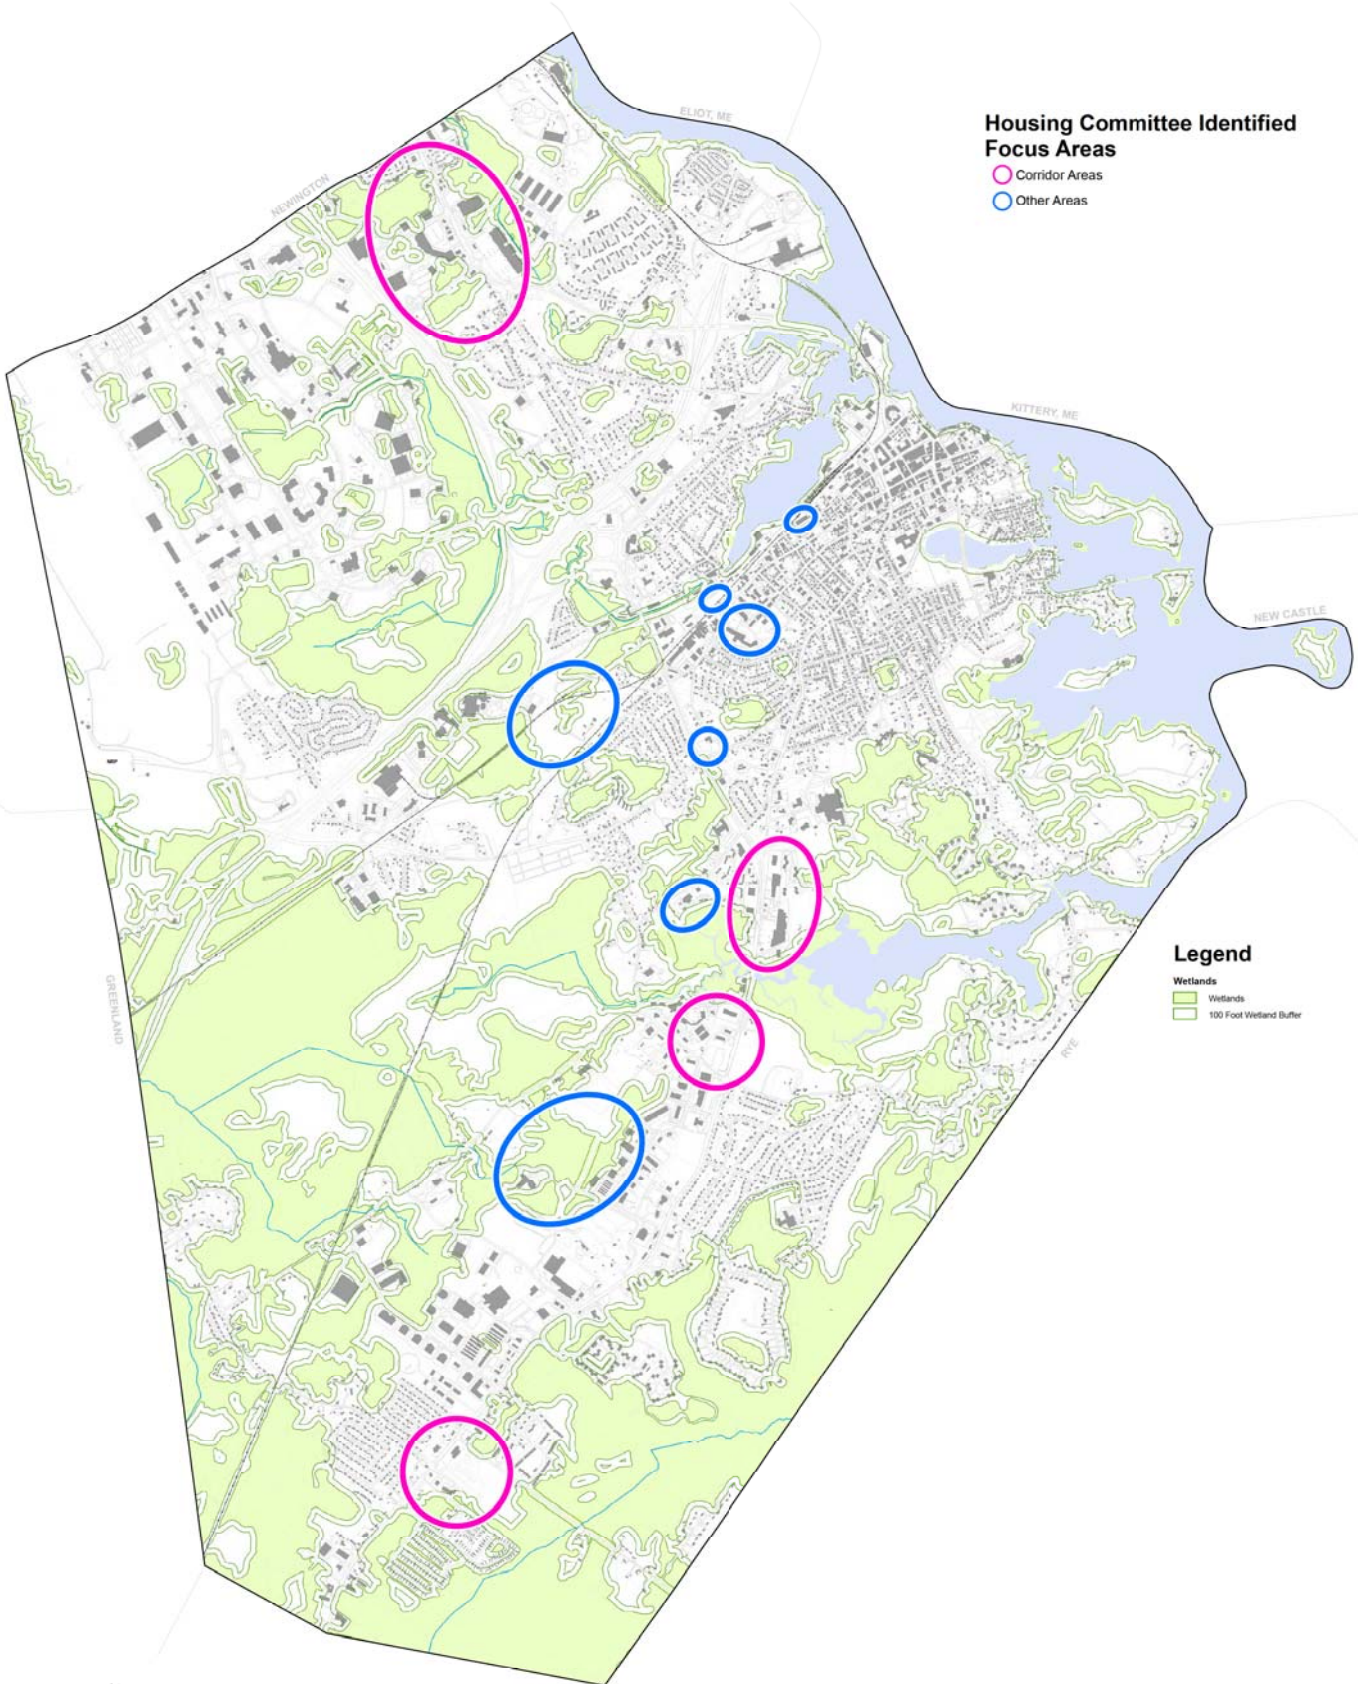 ELIOT, ME
Housing Committee Identified
Focus Areas
Corridor Areas
Other Areas
NEWINGTON
KITTERY, ME
NEW CASTLE
GREENLAND
Legend
Wetlands
Wetlands
100 Foot Wetland Buffer
RYE